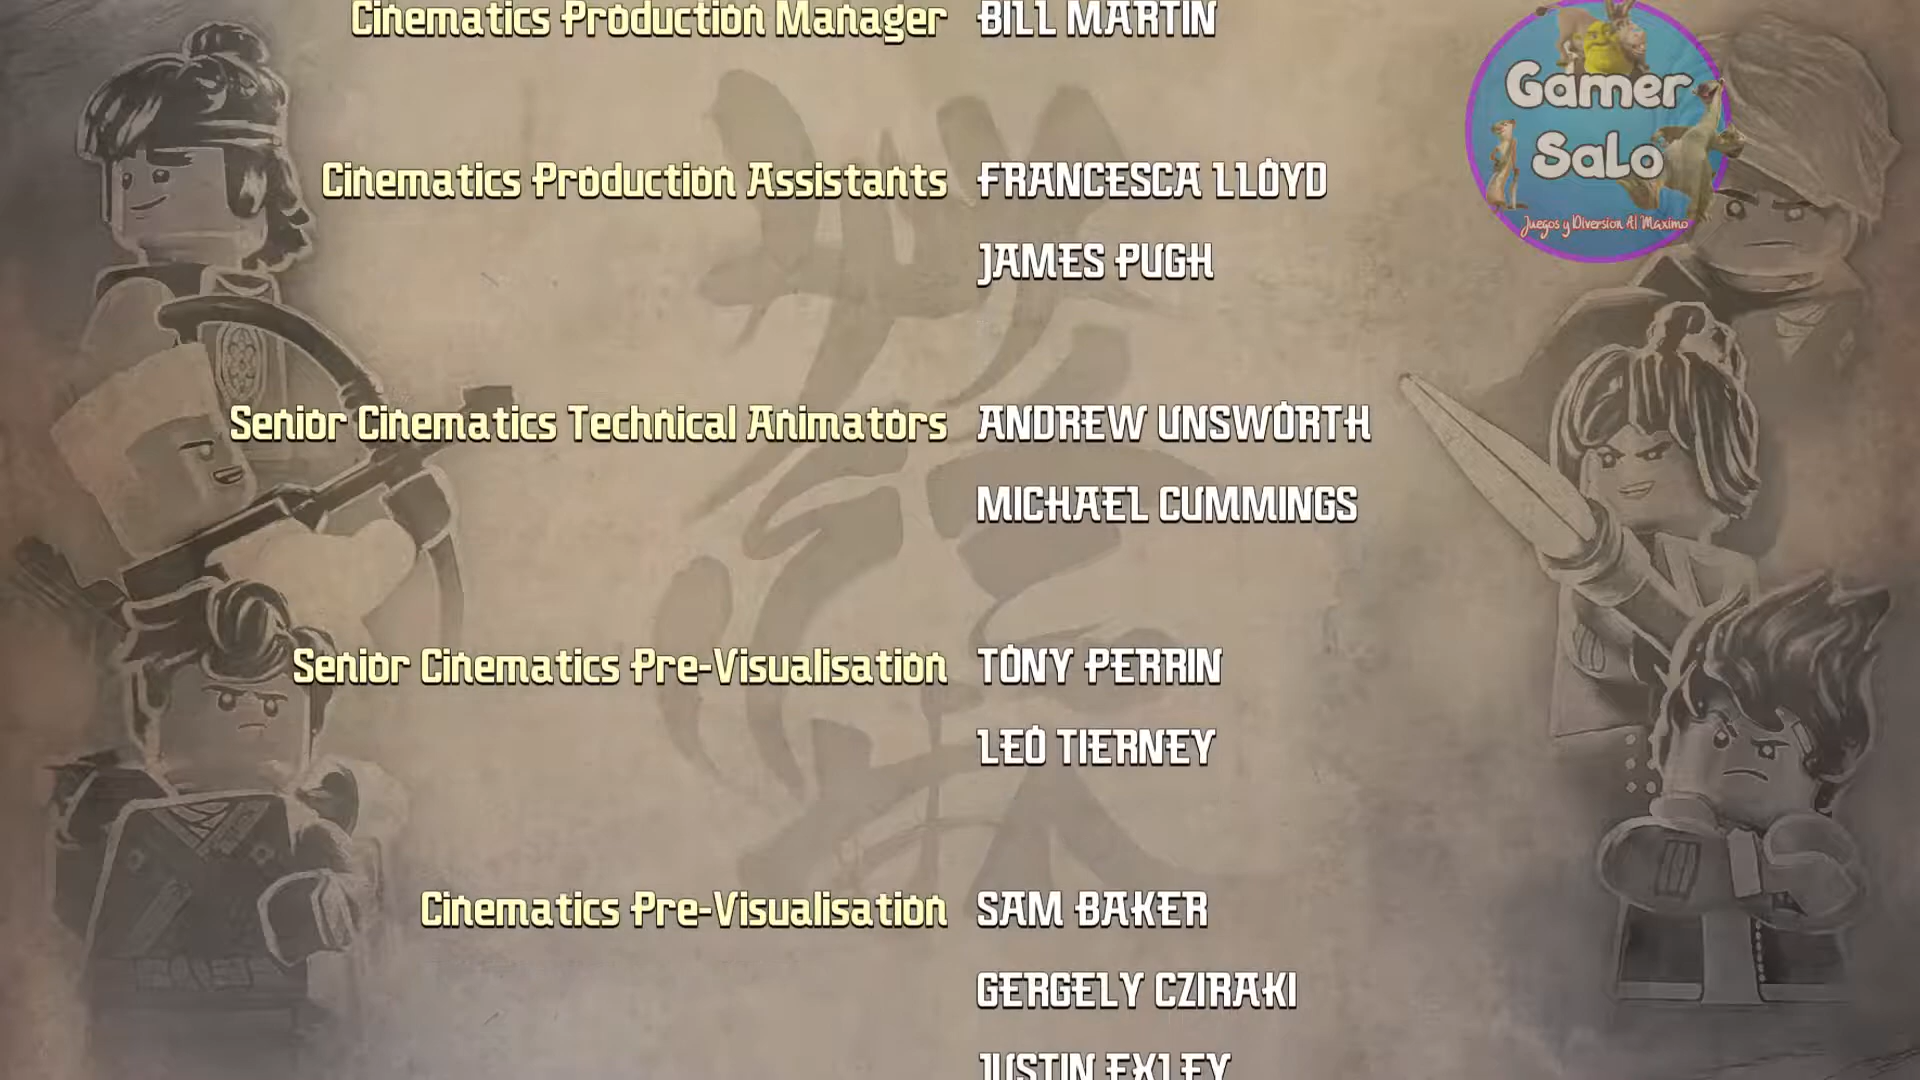 Cinematics Production Manager BILL MARTIN
Cinematics Production Assistants FRANCESCA LLOYD
JAMES PUGH
Senior Cinematics Technical Animators ANDREW UNSWORTH
MICHAEL CUMMINGS
Senior Cinematics Pre-Visualisation TONY PERRIN
LEO TIERNEY
Cinematics Pre-Visualisation SAM BAKER
GERGELY CZIRAKI
JUSTIN EXLEY
Gamer
SaLo
Juegos y Diversion Al Maximo